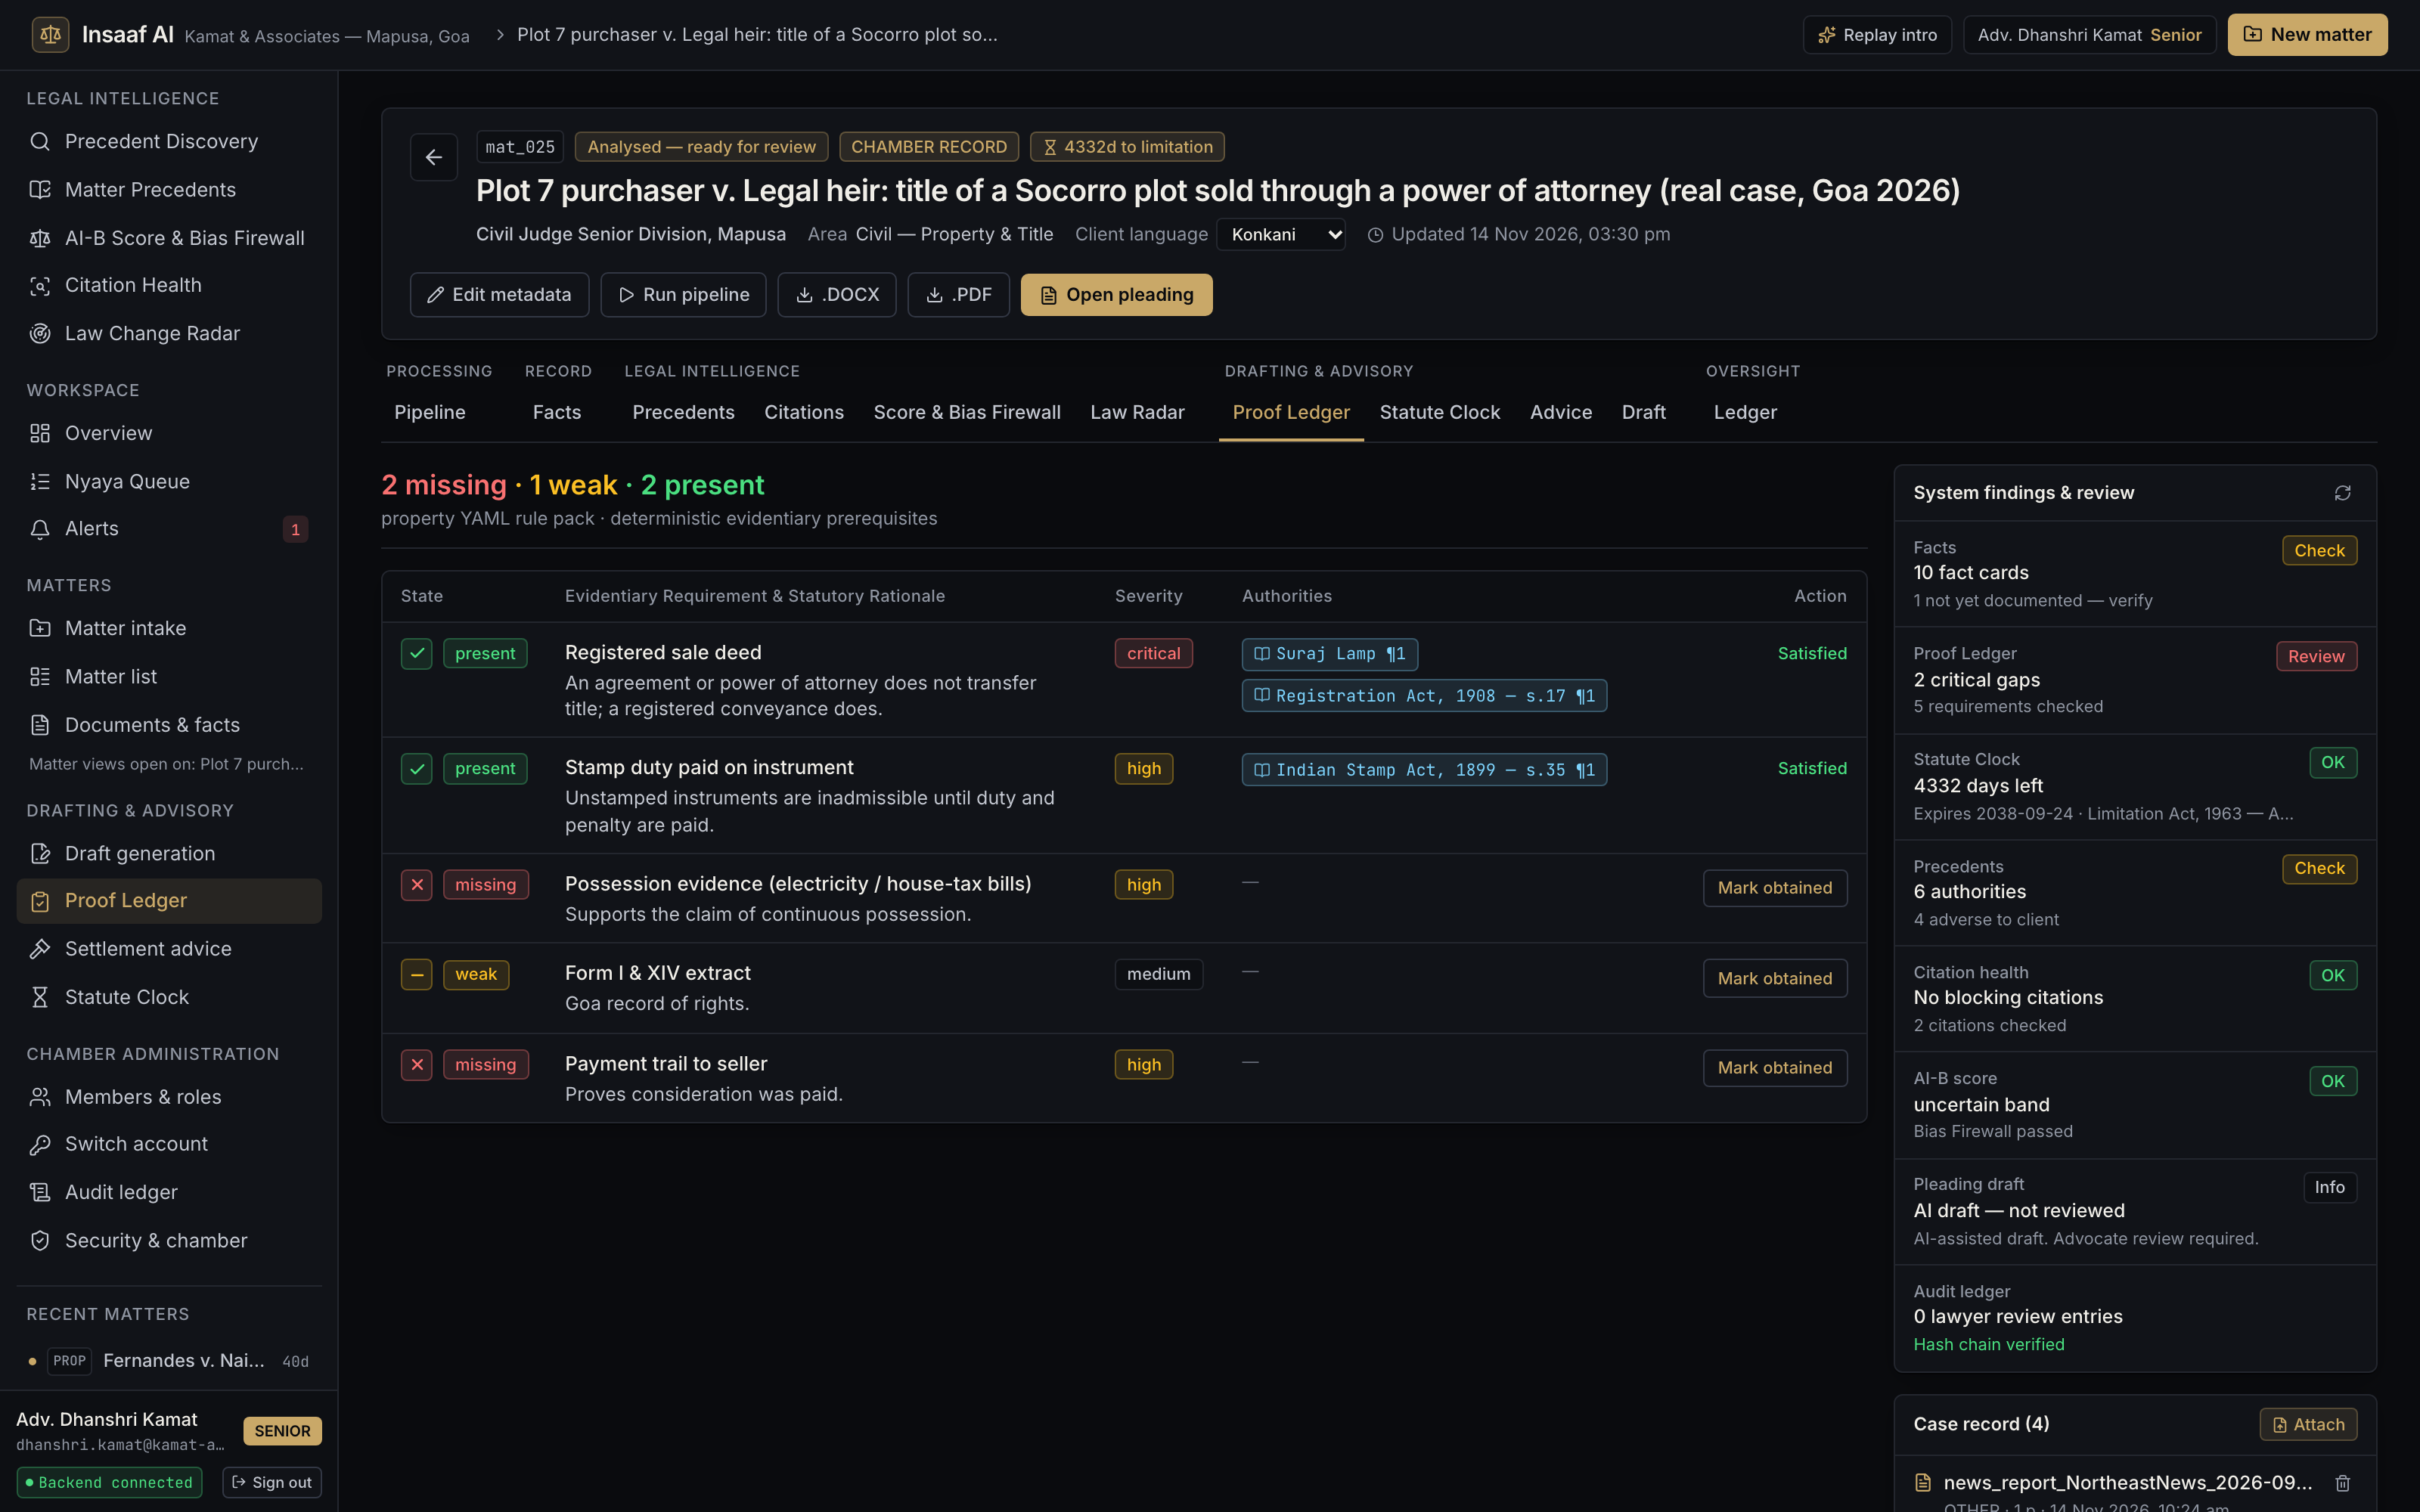 Insaaf AI
Kamat & Associates — Mapusa, Goa
Plot 7 purchaser v. Legal heir: title of a Socorro plot so...
Replay intro
Adv. Dhanshri Kamat Senior
New matter
LEGAL INTELLIGENCE
Precedent Discovery
Matter Precedents
AI-B Score & Bias Firewall
Citation Health
Law Change Radar
WORKSPACE
Overview
Nyaya Queue
Alerts 1
MATTERS
Matter intake
Matter list
Documents & facts
Matter views open on: Plot 7 purch...
DRAFTING & ADVISORY
Draft generation
Proof Ledger
Settlement advice
Statute Clock
CHAMBER ADMINISTRATION
Members & roles
Switch account
Audit ledger
Security & chamber
RECENT MATTERS
PROP Fernandes v. Nai... 40d
Adv. Dhanshri Kamat
dhanshri.kamat@kamat-a...
SENIOR
Backend connected
Sign out
mat_025
Analysed — ready for review
CHAMBER RECORD
4332d to limitation
Plot 7 purchaser v. Legal heir: title of a Socorro plot sold through a power of attorney (real case, Goa 2026)
Civil Judge Senior Division, Mapusa Area Civil — Property & Title Client language Konkani Updated 14 Nov 2026, 03:30 pm
Edit metadata
Run pipeline
.DOCX
.PDF
Open pleading
PROCESSING
RECORD
LEGAL INTELLIGENCE
DRAFTING & ADVISORY
OVERSIGHT
Pipeline
Facts
Precedents
Citations
Score & Bias Firewall
Law Radar
Proof Ledger
Statute Clock
Advice
Draft
Ledger
2 missing · 1 weak · 2 present
property YAML rule pack · deterministic evidentiary prerequisites
State Evidentiary Requirement & Statutory Rationale Severity Authorities Action
present
Registered sale deed
An agreement or power of attorney does not transfer
title; a registered conveyance does.
critical
Suraj Lamp ¶1
Registration Act, 1908 — s.17 ¶1
Satisfied
present
Stamp duty paid on instrument
Unstamped instruments are inadmissible until duty and
penalty are paid.
high
Indian Stamp Act, 1899 — s.35 ¶1
Satisfied
missing
Possession evidence (electricity / house-tax bills)
Supports the claim of continuous possession.
high
—
Mark obtained
weak
Form I & XIV extract
Goa record of rights.
medium
—
Mark obtained
missing
Payment trail to seller
Proves consideration was paid.
high
—
Mark obtained
System findings & review
Facts
10 fact cards
1 not yet documented — verify
Check
Proof Ledger
2 critical gaps
5 requirements checked
Review
Statute Clock
4332 days left
Expires 2038-09-24 · Limitation Act, 1963 — A...
OK
Precedents
6 authorities
4 adverse to client
Check
Citation health
No blocking citations
2 citations checked
OK
AI-B score
uncertain band
Bias Firewall passed
OK
Pleading draft
AI draft — not reviewed
AI-assisted draft. Advocate review required.
Info
Audit ledger
0 lawyer review entries
Hash chain verified
Case record (4)
Attach
news_report_NortheastNews_2026-09...
OTHER · 1 p · 14 Nov 2026, 10:24 am